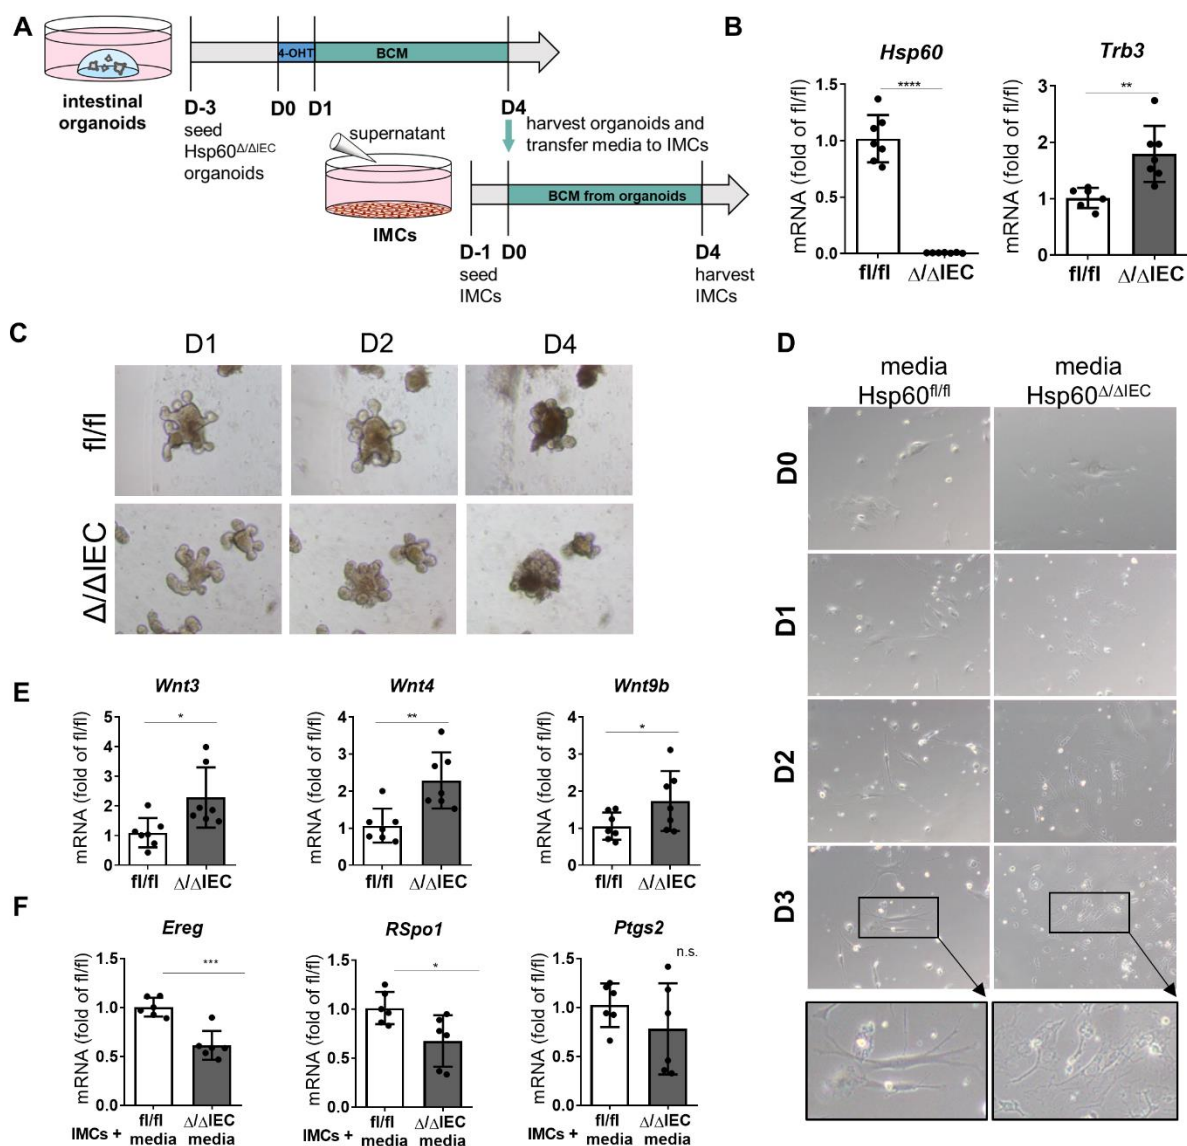 A
4-OHT
BCM
intestinal
organoids
D-3
D0
D1
D4
seed
Hsp60Δ/ΔIEC
organoids
supernatant
harvest organoids and
transfer media to IMCs
BCM from organoids
IMCs
D-1
D0
D4
seed
IMCs
harvest
IMCs
B
Hsp60
mRNA (fold of fl/fl)
1.5
1.0
0.5
0.0
****
fl/fl
Δ/ΔIEC
Trb3
mRNA (fold of fl/fl)
3
2
1
0
**
fl/fl
Δ/ΔIEC
C
D1
D2
D4
fl/fl
Δ/ΔIEC
D
media
Hsp60fl/fl
media
Hsp60Δ/ΔIEC
D0
D1
D2
D3
E
Wnt3
mRNA (fold of fl/fl)
5
4
3
2
1
0
*
fl/fl
Δ/ΔIEC
Wnt4
mRNA (fold of fl/fl)
4
3
2
1
0
**
fl/fl
Δ/ΔIEC
Wnt9b
mRNA (fold of fl/fl)
4
3
2
1
0
*
fl/fl
Δ/ΔIEC
F
Ereg
mRNA (fold of fl/fl)
1.5
1.0
0.5
0.0
***
IMCs +
fl/fl
media
Δ/ΔIEC
media
RSpo1
mRNA (fold of fl/fl)
1.5
1.0
0.5
0.0
*
IMCs +
fl/fl
media
Δ/ΔIEC
media
Ptgs2
mRNA (fold of fl/fl)
1.5
1.0
0.5
0.0
n.s.
IMCs +
fl/fl
media
Δ/ΔIEC
media